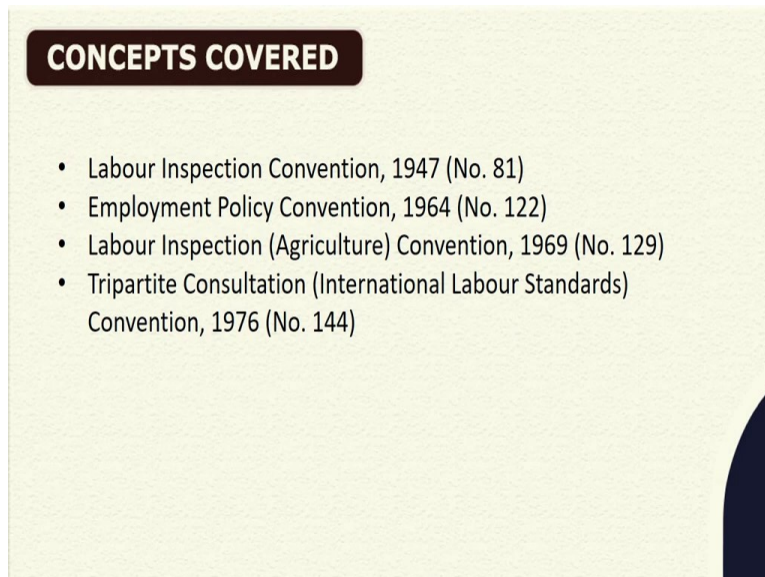 CONCEPTS COVERED
• Labour Inspection Convention, 1947 (No. 81)
• Employment Policy Convention, 1964 (No. 122)
• Labour Inspection (Agriculture) Convention, 1969 (No. 129)
• Tripartite Consultation (International Labour Standards)
Convention, 1976 (No. 144)